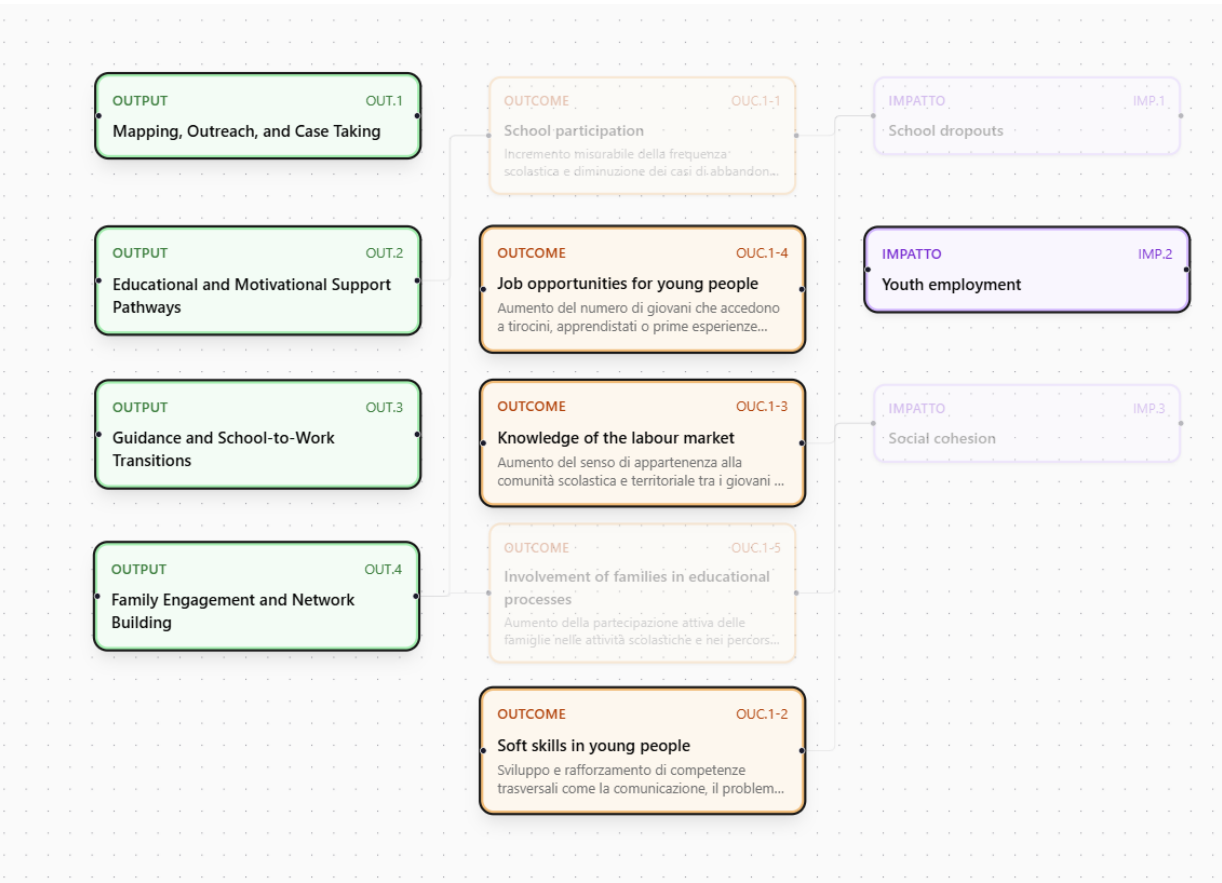 OUTPUT OUT.1
Mapping, Outreach, and Case Taking
OUTPUT OUT.2
Educational and Motivational Support
Pathways
OUTPUT OUT.3
Guidance and School-to-Work
Transitions
OUTPUT OUT.4
Family Engagement and Network
Building
OUTCOME OUC.1-1
School participation
Incremento misurabile della frequenza
scolastica e diminuzione dei casi di abbandon...
OUTCOME OUC.1-4
Job opportunities for young people
Aumento del numero di giovani che accedono
a tirocini, apprendistati o prime esperienze...
OUTCOME OUC.1-3
Knowledge of the labour market
Aumento del senso di appartenenza alla
comunità scolastica e territoriale tra i giovani ...
OUTCOME OUC.1-5
Involvement of families in educational
processes
Aumento della partecipazione attiva delle
famiglie nelle attività scolastiche e nei percors...
OUTCOME OUC.1-2
Soft skills in young people
Sviluppo e rafforzamento di competenze
trasversali come la comunicazione, il problem...
IMPATTO IMP.1
School dropouts
IMPATTO IMP.2
Youth employment
IMPATTO IMP.3
Social cohesion